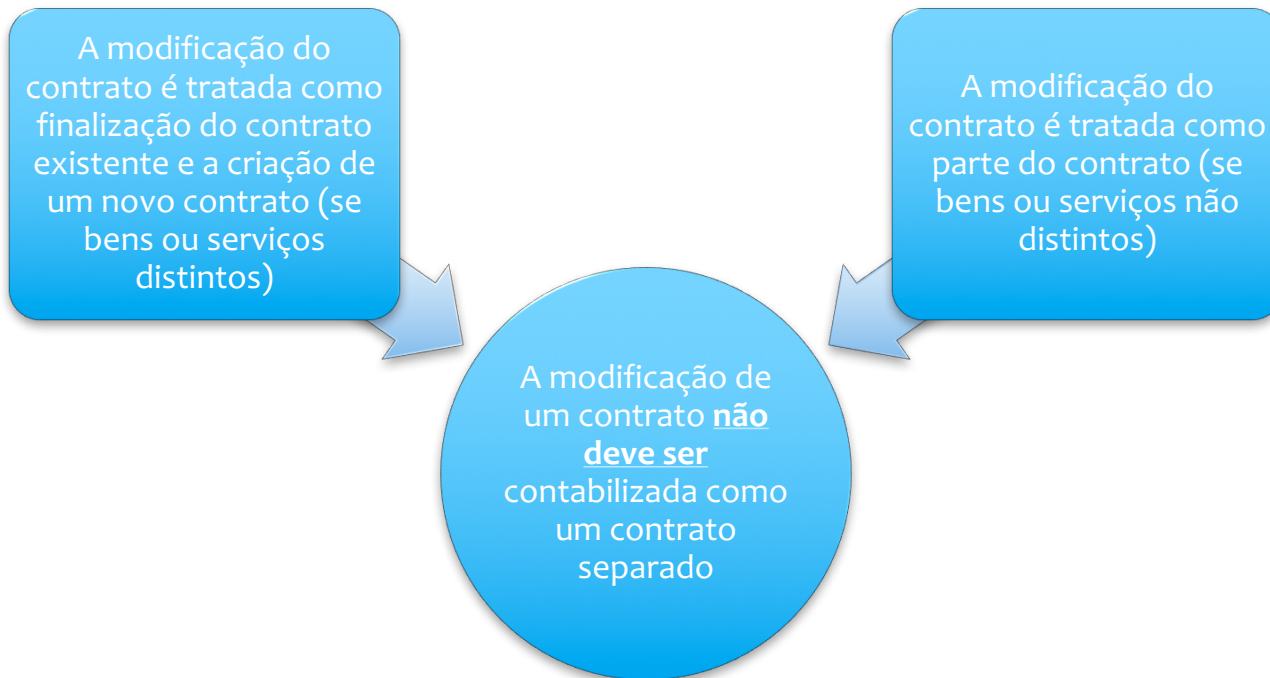 A modificação do
contrato é tratada como
finalização do contrato
existente e a criação de
um novo contrato (se
bens ou serviços
distintos)
A modificação do
contrato é tratada como
parte do contrato (se
bens ou serviços não
distintos)
A modificação de
um contrato não
deve ser
contabilizada como
um contrato
separado